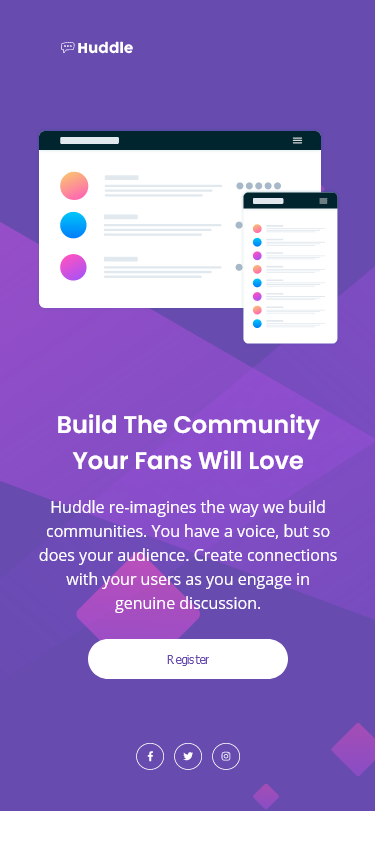 Huddle
Build The Community
Your Fans Will Love
Huddle re-imagines the way we build
communities. You have a voice, but so
does your audience. Create connections
with your users as you engage in
genuine discussion.
Register